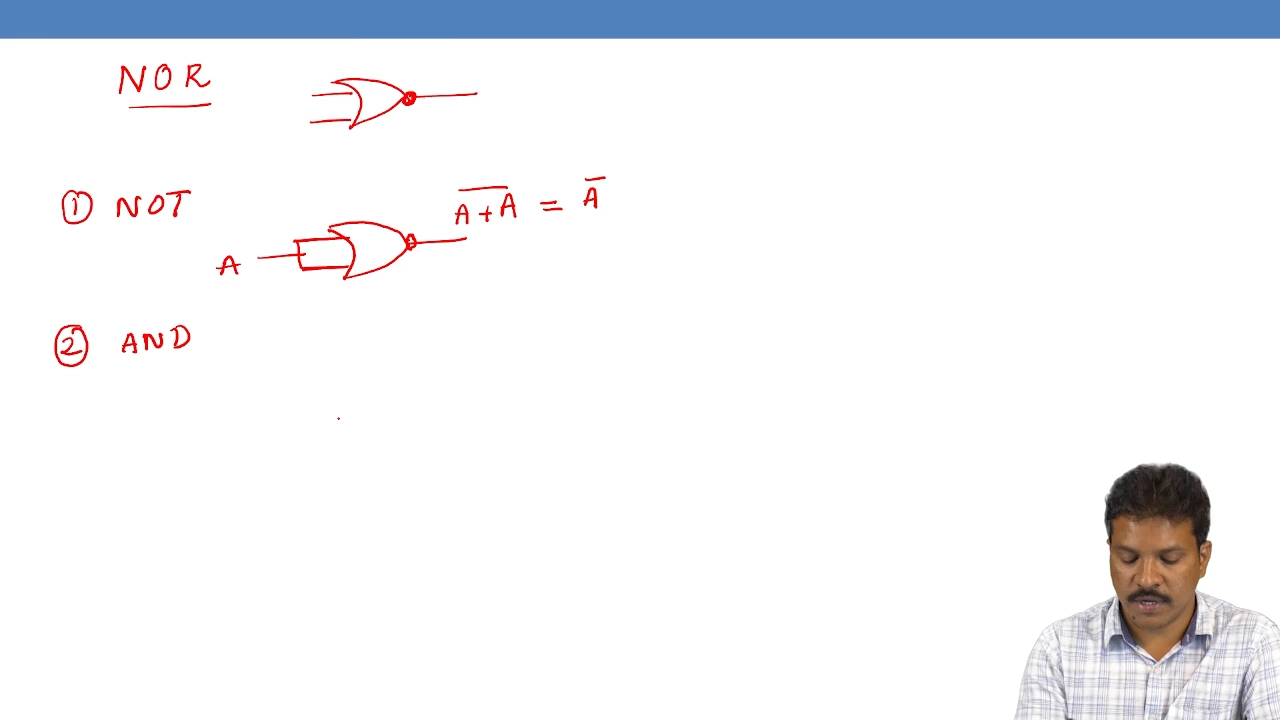 NOR
① NOT
A
A̅ ̅+̅ ̅A̅ = A̅
② AND